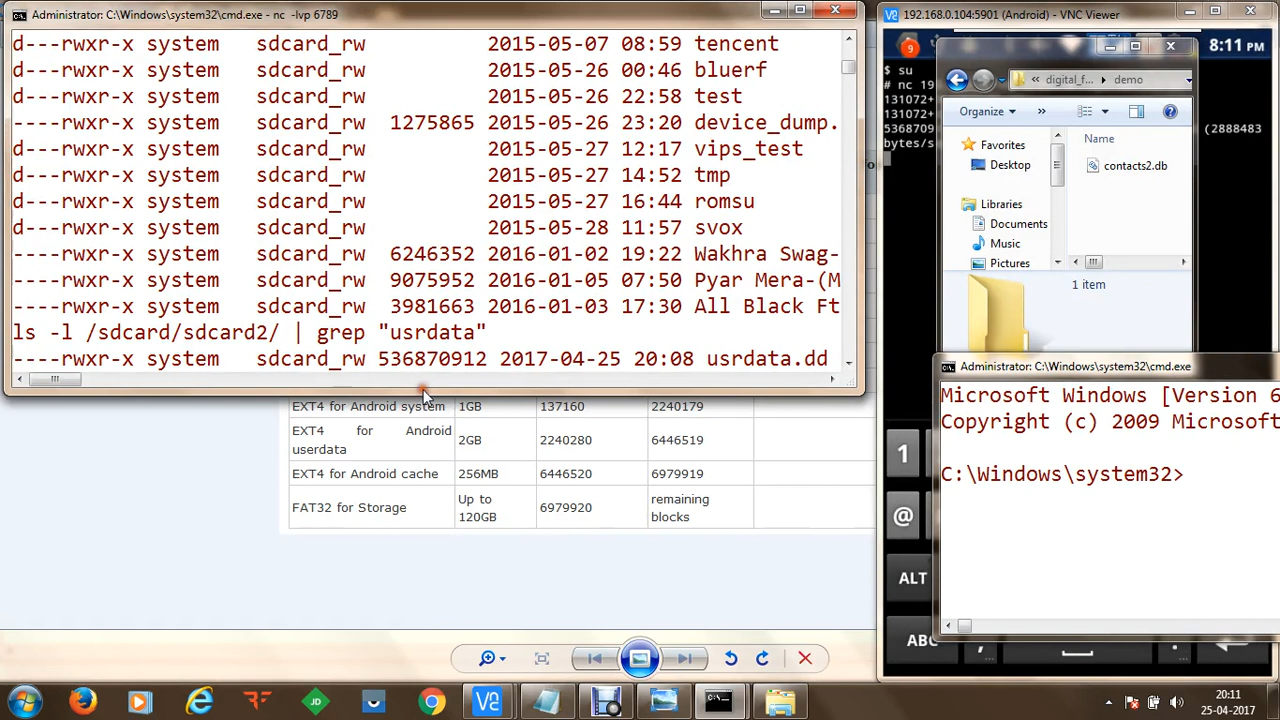 Administrator: C:\Windows\system32\cmd.exe - nc -lvp 6789
d---rwxr-x system sdcard_rw 2015-05-07 08:59 tencent
d---rwxr-x system sdcard_rw 2015-05-26 00:46 bluerf
d---rwxr-x system sdcard_rw 2015-05-26 22:58 test
d---rwxr-x system sdcard_rw 1275865 2015-05-26 23:20 device_dump.
d---rwxr-x system sdcard_rw 2015-05-27 12:17 vips_test
d---rwxr-x system sdcard_rw 2015-05-27 14:52 tmp
d---rwxr-x system sdcard_rw 2015-05-27 16:44 romsu
d---rwxr-x system sdcard_rw 2015-05-28 11:57 svox
----rwxr-x system sdcard_rw 6246352 2016-01-02 19:22 Wakhra Swag-
----rwxr-x system sdcard_rw 9075952 2016-01-05 07:50 Pyar Mera-(M
----rwxr-x system sdcard_rw 3981663 2016-01-03 17:30 All Black Ft
ls -l /sdcard/sdcard2/ | grep "usrdata"
----rwxr-x system sdcard_rw 536870912 2017-04-25 20:08 usrdata.dd
EXT4 for Android system 1GB 137160 2240179
EXT4 for Android userdata 2GB 2240280 6446519
EXT4 for Android cache 256MB 6446520 6979919
FAT32 for Storage Up to 120GB 6979920 remaining blocks
192.168.0.104:5901 (Android) - VNC Viewer
9
8:11 PM
$ su
# nc 19
131072+
131072+
5368709 (2888483
bytes/s
digital_f... demo
Organize
Favorites
Desktop
Libraries
Documents
Music
Pictures
Name
contacts2.db
1 item
Administrator: C:\Windows\system32\cmd.exe
Microsoft Windows [Version 6
Copyright (c) 2009 Microsoft
C:\Windows\system32>
1
@
ALT
ABC
20:11
25-04-2017